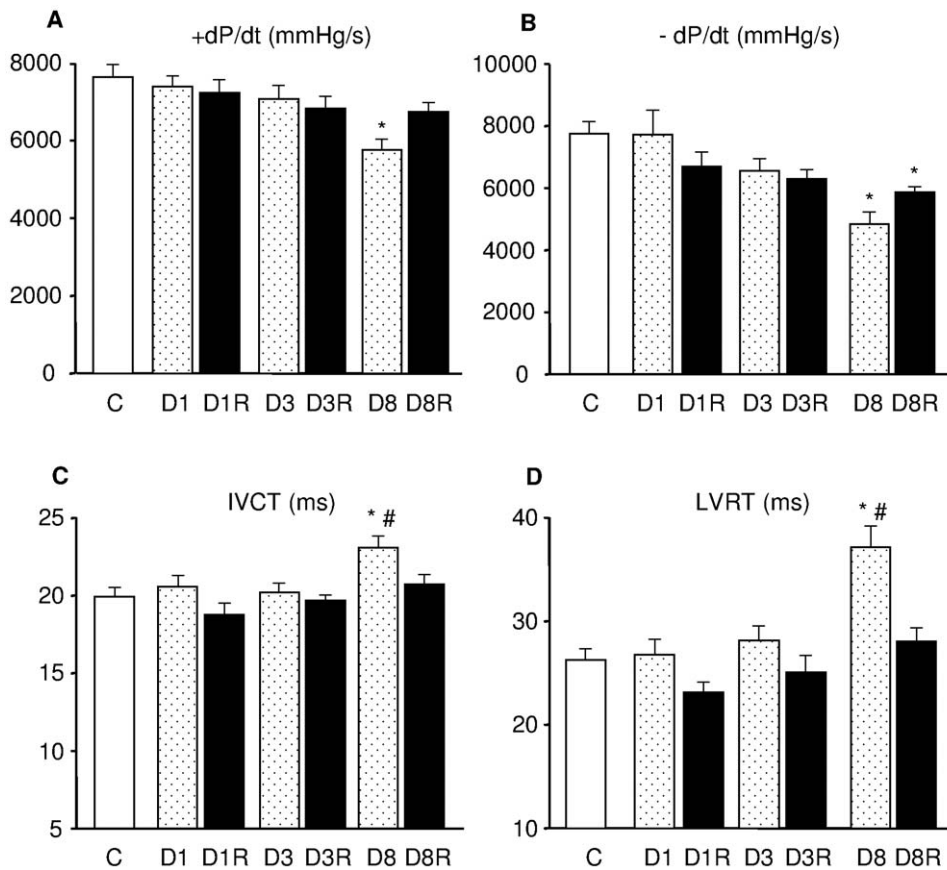 A
+dP/dt (mmHg/s)
8000
6000
4000
2000
0
*
C D1 D1R D3 D3R D8 D8R
B
- dP/dt (mmHg/s)
10000
8000
6000
4000
2000
0
* *
C D1 D1R D3 D3R D8 D8R
C
IVCT (ms)
25
20
15
10
5
* #
C D1 D1R D3 D3R D8 D8R
D
LVRT (ms)
40
30
20
10
* #
C D1 D1R D3 D3R D8 D8R